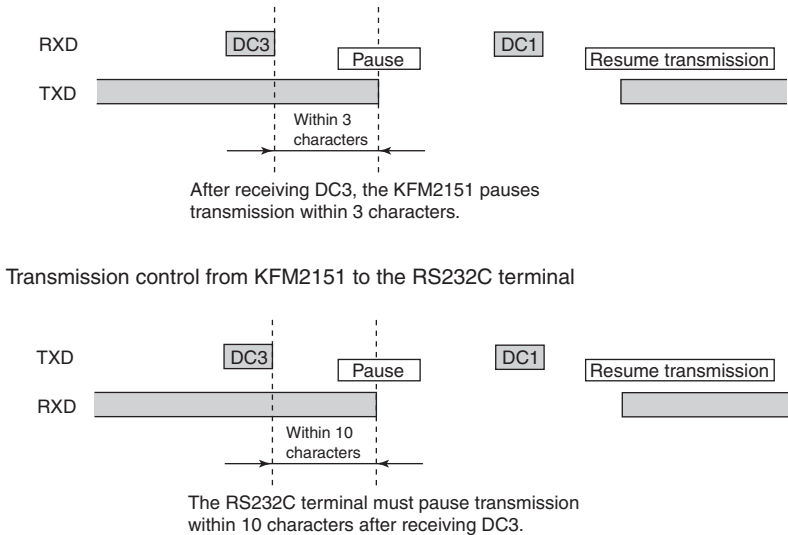 RXD
DC3
DC1
Pause
Resume transmission
TXD
Within 3
characters
After receiving DC3, the KFM2151 pauses
transmission within 3 characters.
Transmission control from KFM2151 to the RS232C terminal
TXD
DC3
DC1
Pause
Resume transmission
RXD
Within 10
characters
The RS232C terminal must pause transmission
within 10 characters after receiving DC3.